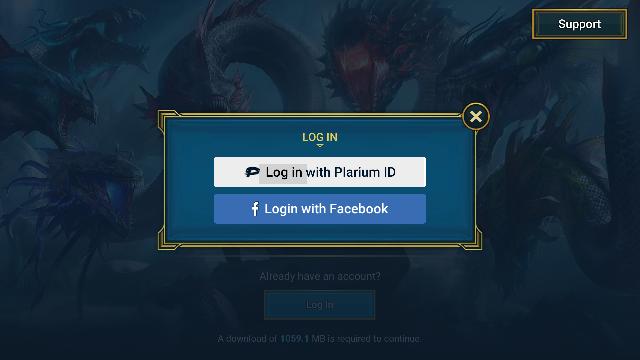 Support
LOG IN
Log in with Plarium ID
Login with Facebook
Already have an account?
Log In
A download of 1059.1 MB is required to continue.